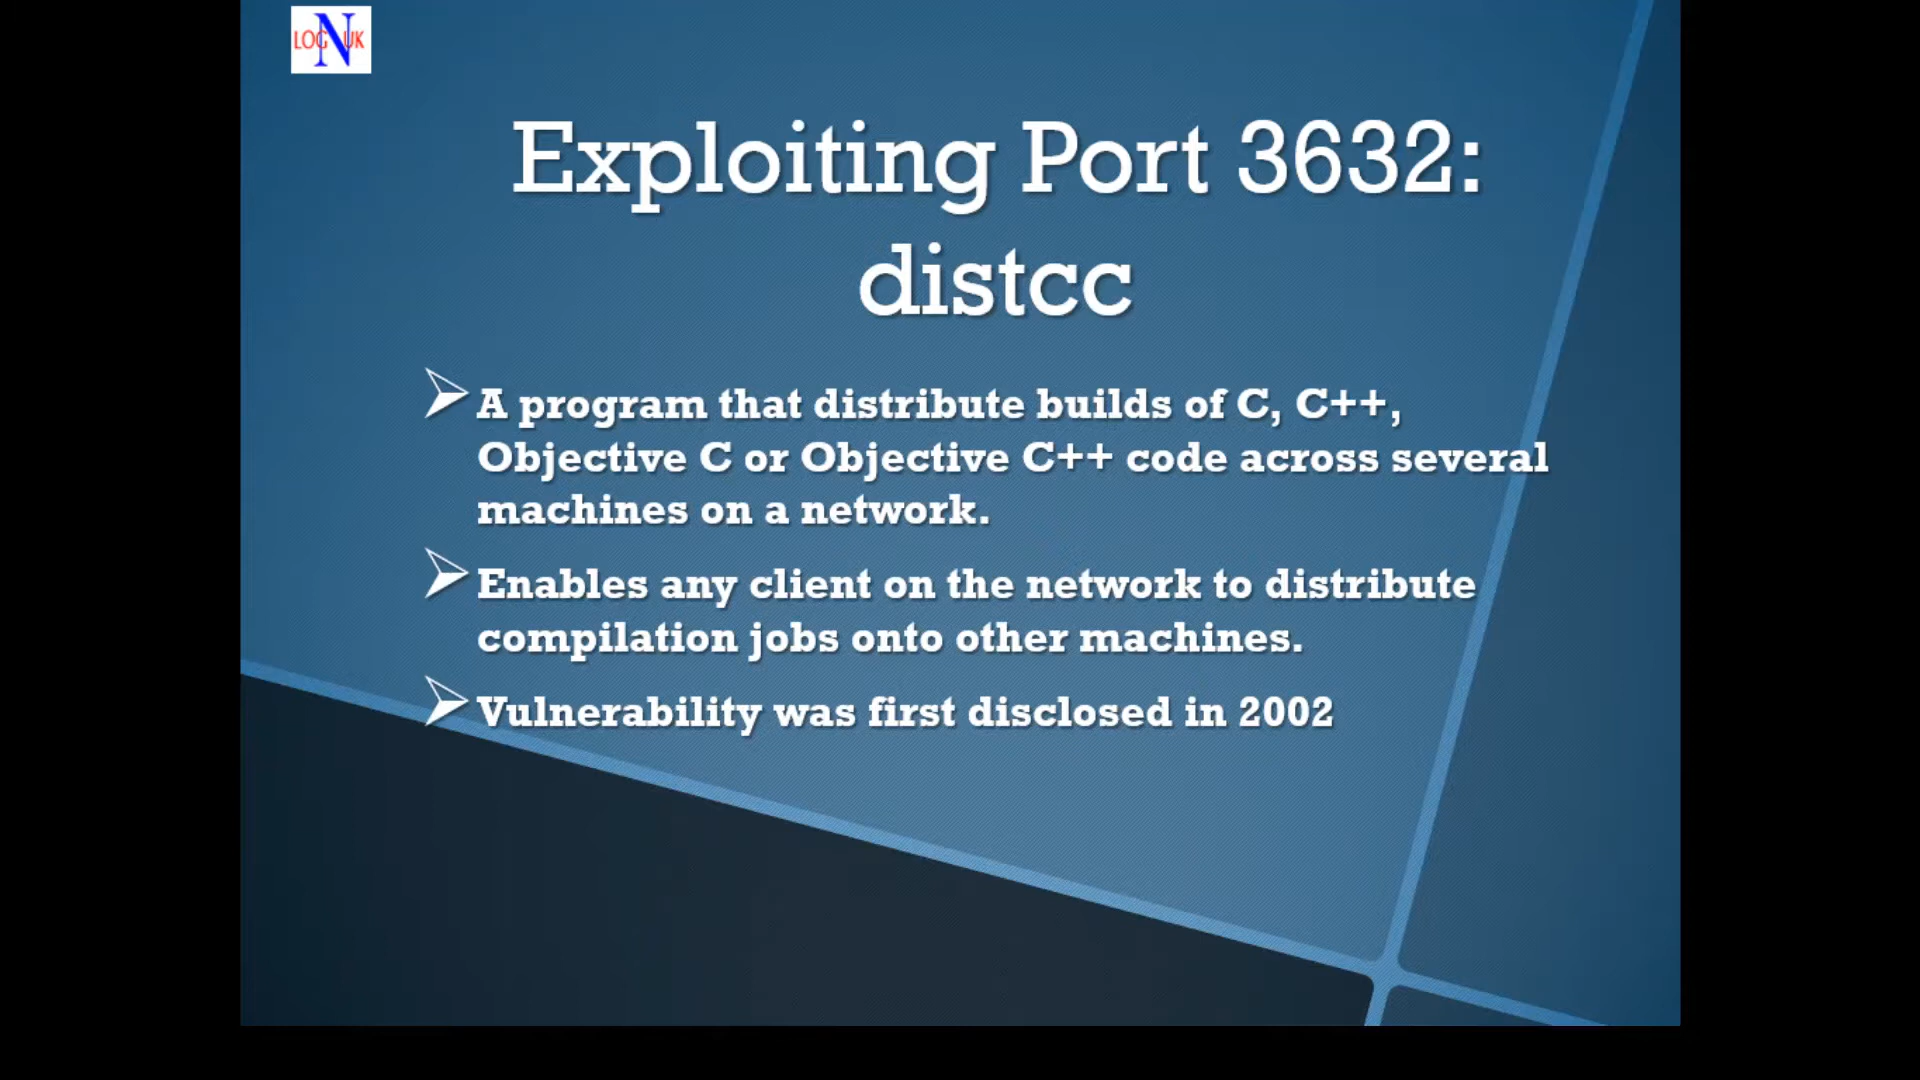 LOG N UK
Exploiting Port 3632:
distcc
A program that distribute builds of C, C++,
Objective C or Objective C++ code across several
machines on a network.
Enables any client on the network to distribute
compilation jobs onto other machines.
Vulnerability was first disclosed in 2002